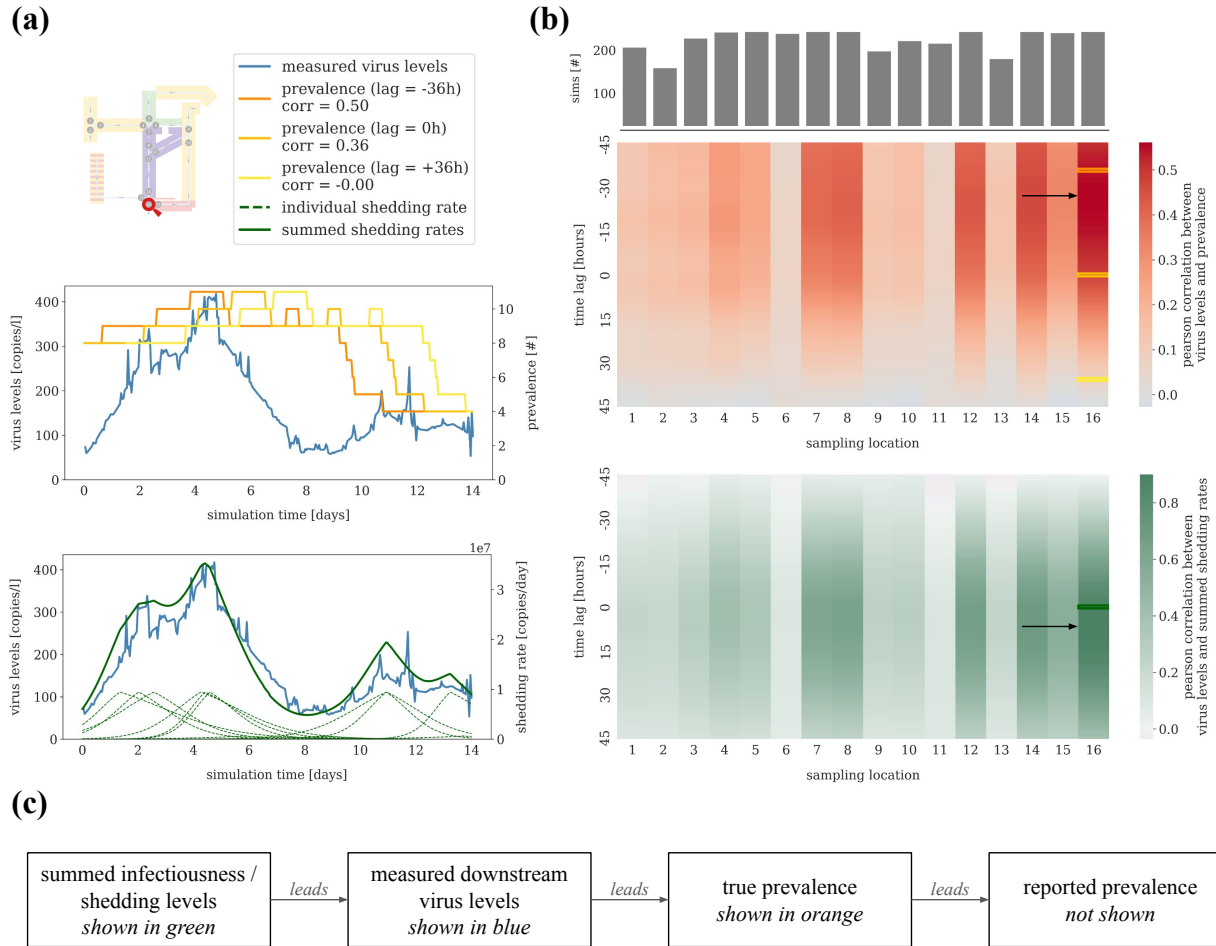 (a)
measured virus levels
prevalence (lag = -36h)
corr = 0.50
prevalence (lag = 0h)
corr = 0.36
prevalence (lag = +36h)
corr = -0.00
individual shedding rate
summed shedding rates
virus levels [copies/l]
400
300
200
100
0
10
8
6
4
2
0
prevalence [#]
0 2 4 6 8 10 12 14
simulation time [days]
1e7
virus levels [copies/l]
400
300
200
100
0
3
2
1
0
shedding rate [copies/day]
0 2 4 6 8 10 12 14
simulation time [days]
(b)
sims [#]
200
100
time lag [hours]
-45
-30
-15
0
15
30
45
1 2 3 4 5 6 7 8 9 10 11 12 13 14 15 16
sampling location
0.5
0.4
0.3
0.2
0.1
0.0
pearson correlation between
virus levels and prevalence
time lag [hours]
-45
-30
-15
0
15
30
45
1 2 3 4 5 6 7 8 9 10 11 12 13 14 15 16
sampling location
0.8
0.6
0.4
0.2
0.0
pearson correlation between
virus levels and summed shedding rates
(c)
summed infectiousness /
shedding levels
shown in green
leads
measured downstream
virus levels
shown in blue
leads
true prevalence
shown in orange
leads
reported prevalence
not shown